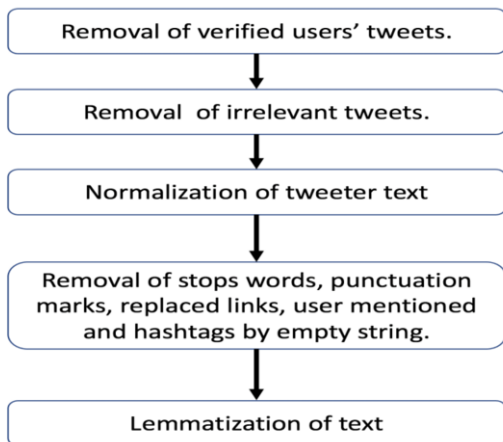 Removal of verified users’ tweets.
Removal of irrelevant tweets.
Normalization of tweeter text
Removal of stops words, punctuation
marks, replaced links, user mentioned
and hashtags by empty string.
Lemmatization of text